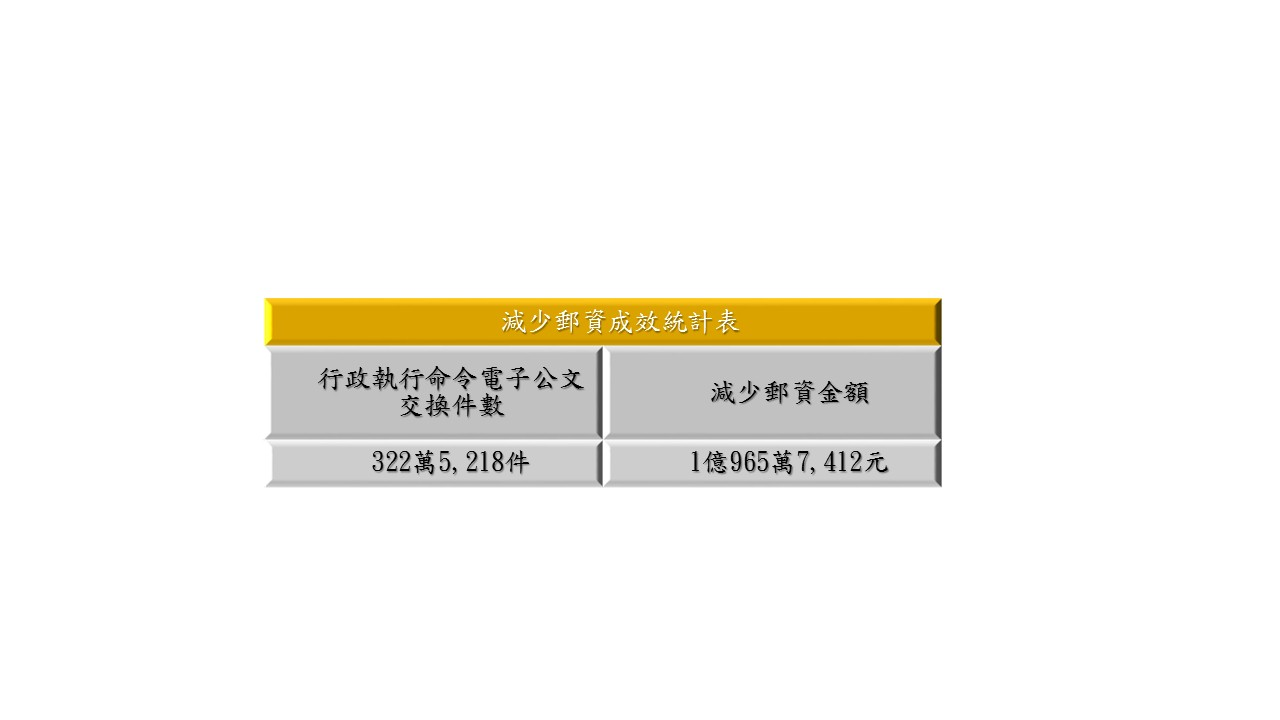 減少郵資成效統計表
行政執行命令電子公文
交換件數
減少郵資金額
322萬5,218件
1億965萬7,412元